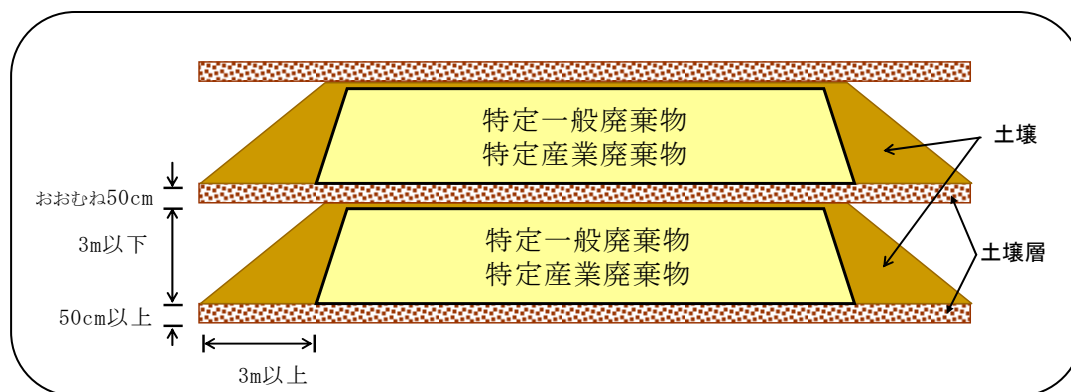 特定一般廃棄物
特定産業廃棄物
土壌
おおむね50cm
3m以下
特定一般廃棄物
特定産業廃棄物
土壌層
50cm以上
3m以上